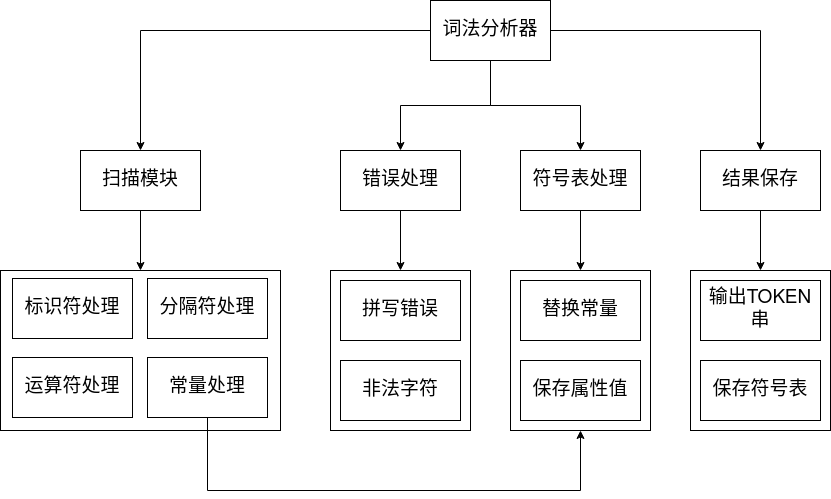 词法分析器
扫描模块
错误处理
符号表处理
结果保存
标识符处理
分隔符处理
运算符处理
常量处理
拼写错误
非法字符
替换常量
保存属性值
输出TOKEN
串
保存符号表